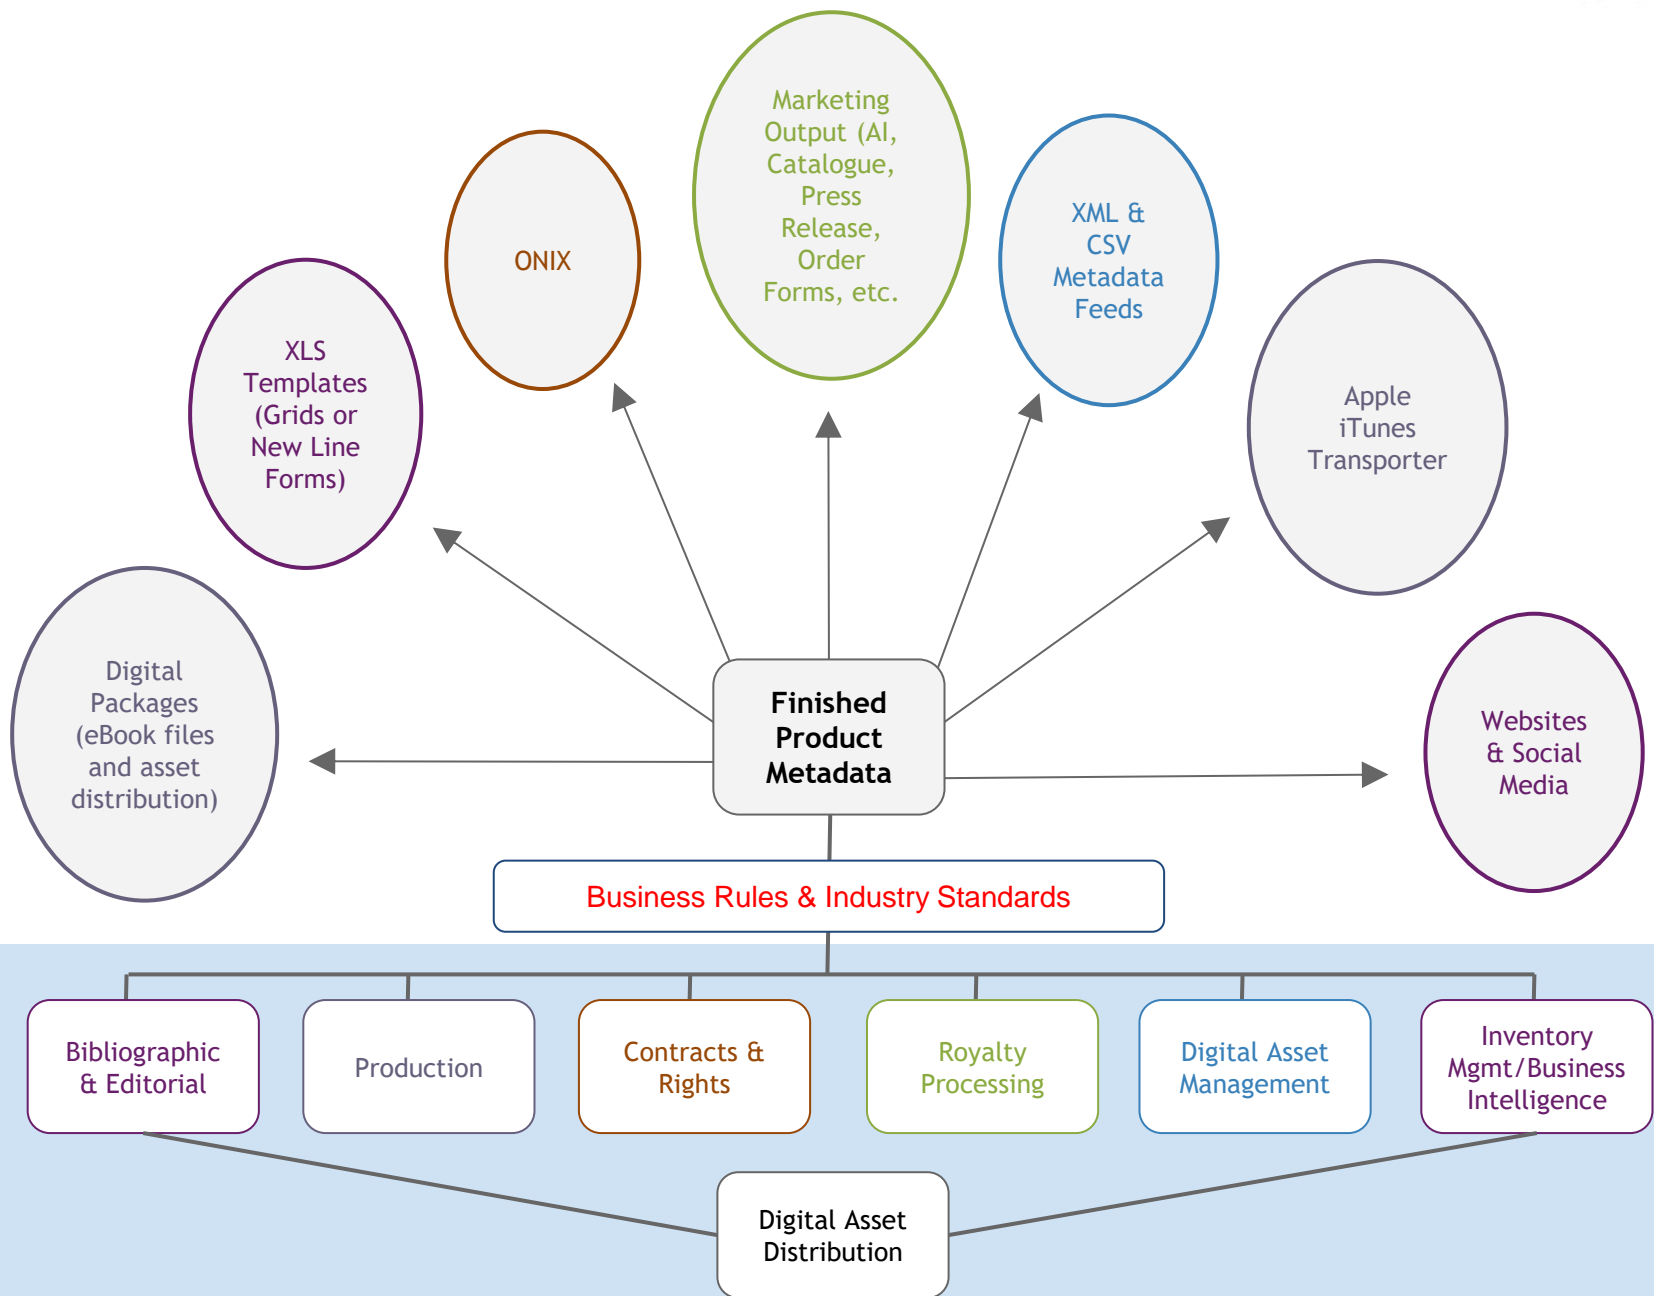 Marketing
Output (AI,
Catalogue,
Press
Release,
Order
Forms, etc.
ONIX
XML &
CSV
Metadata
Feeds
XLS
Templates
(Grids or
New Line
Forms)
Apple
iTunes
Transporter
Digital
Packages
(eBook files
and asset
distribution)
Finished
Product
Metadata
Websites
& Social
Media
Business Rules & Industry Standards
Bibliographic
& Editorial
Production
Contracts &
Rights
Royalty
Processing
Digital Asset
Management
Inventory
Mgmt/Business
Intelligence
Digital Asset
Distribution